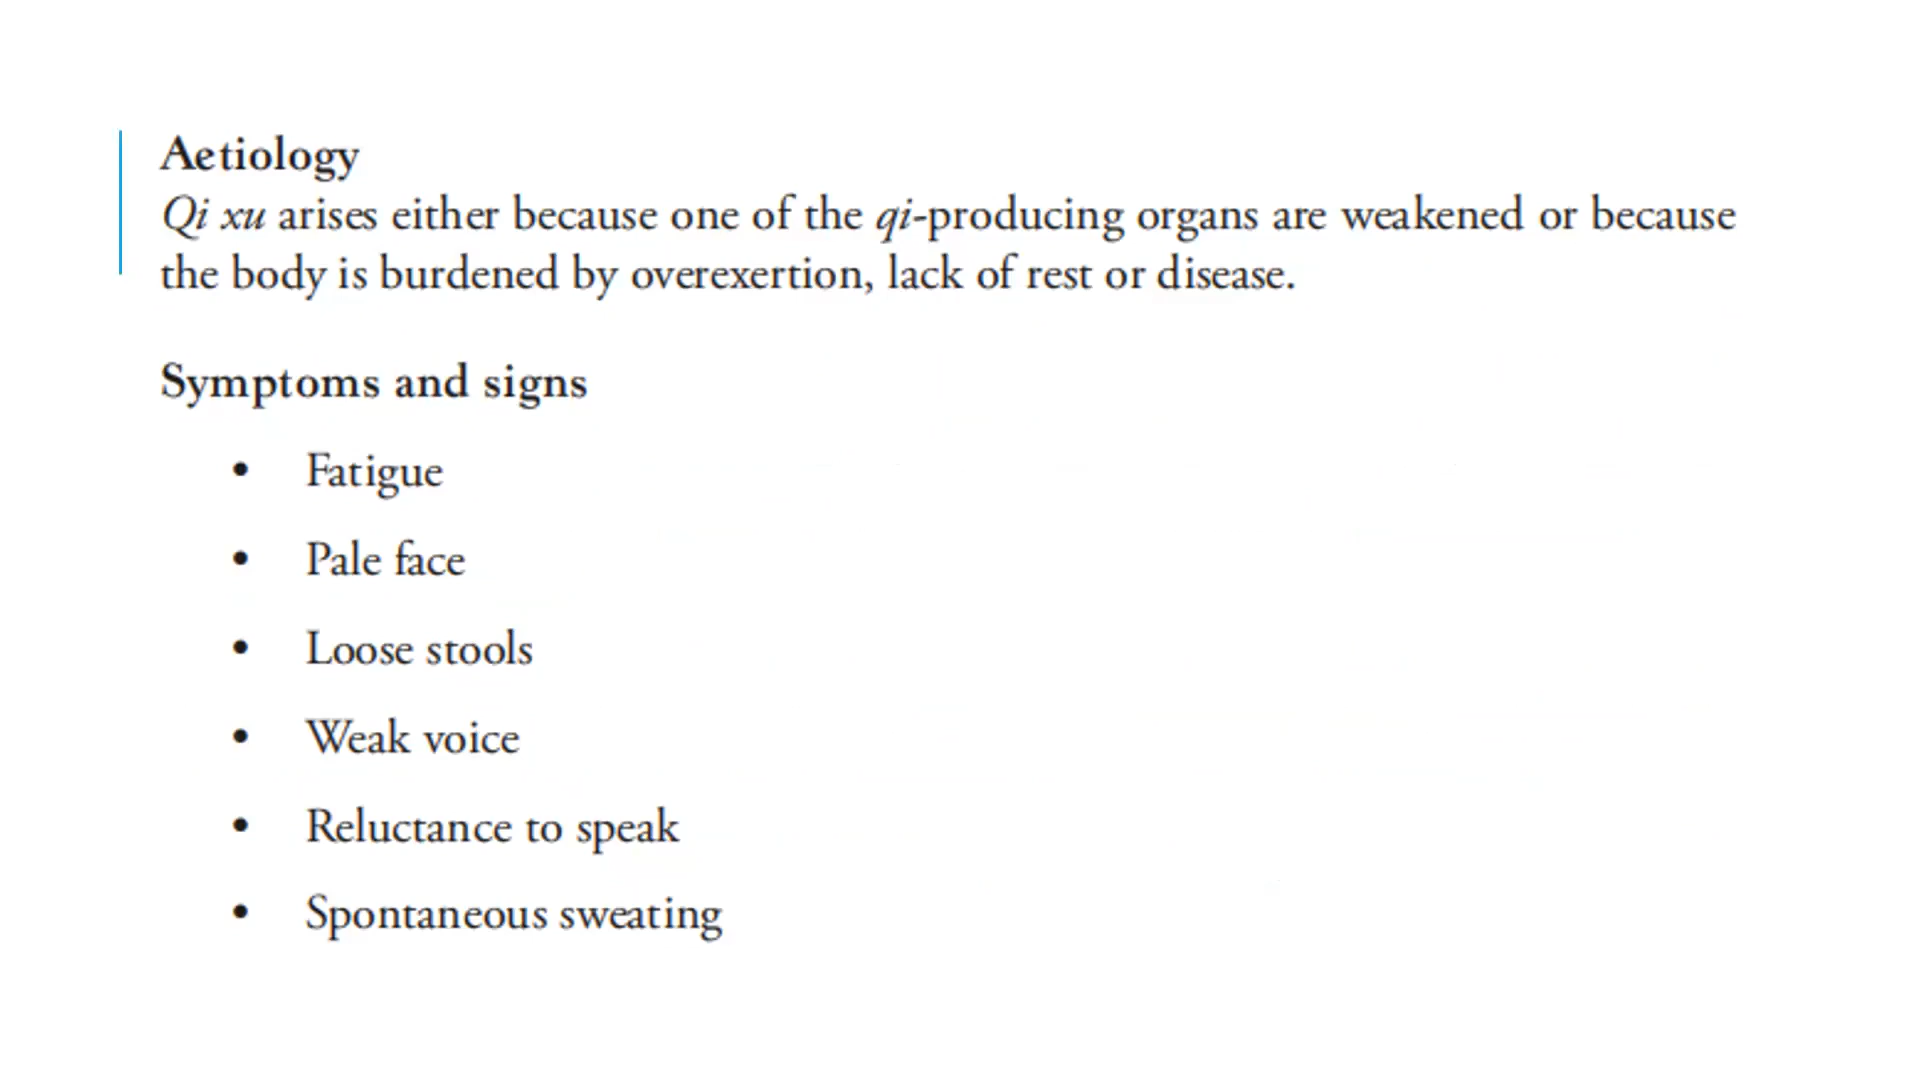 Aetiology
Qi xu arises either because one of the qi-producing organs are weakened or because
the body is burdened by overexertion, lack of rest or disease.
Symptoms and signs
• Fatigue
• Pale face
• Loose stools
• Weak voice
• Reluctance to speak
• Spontaneous sweating